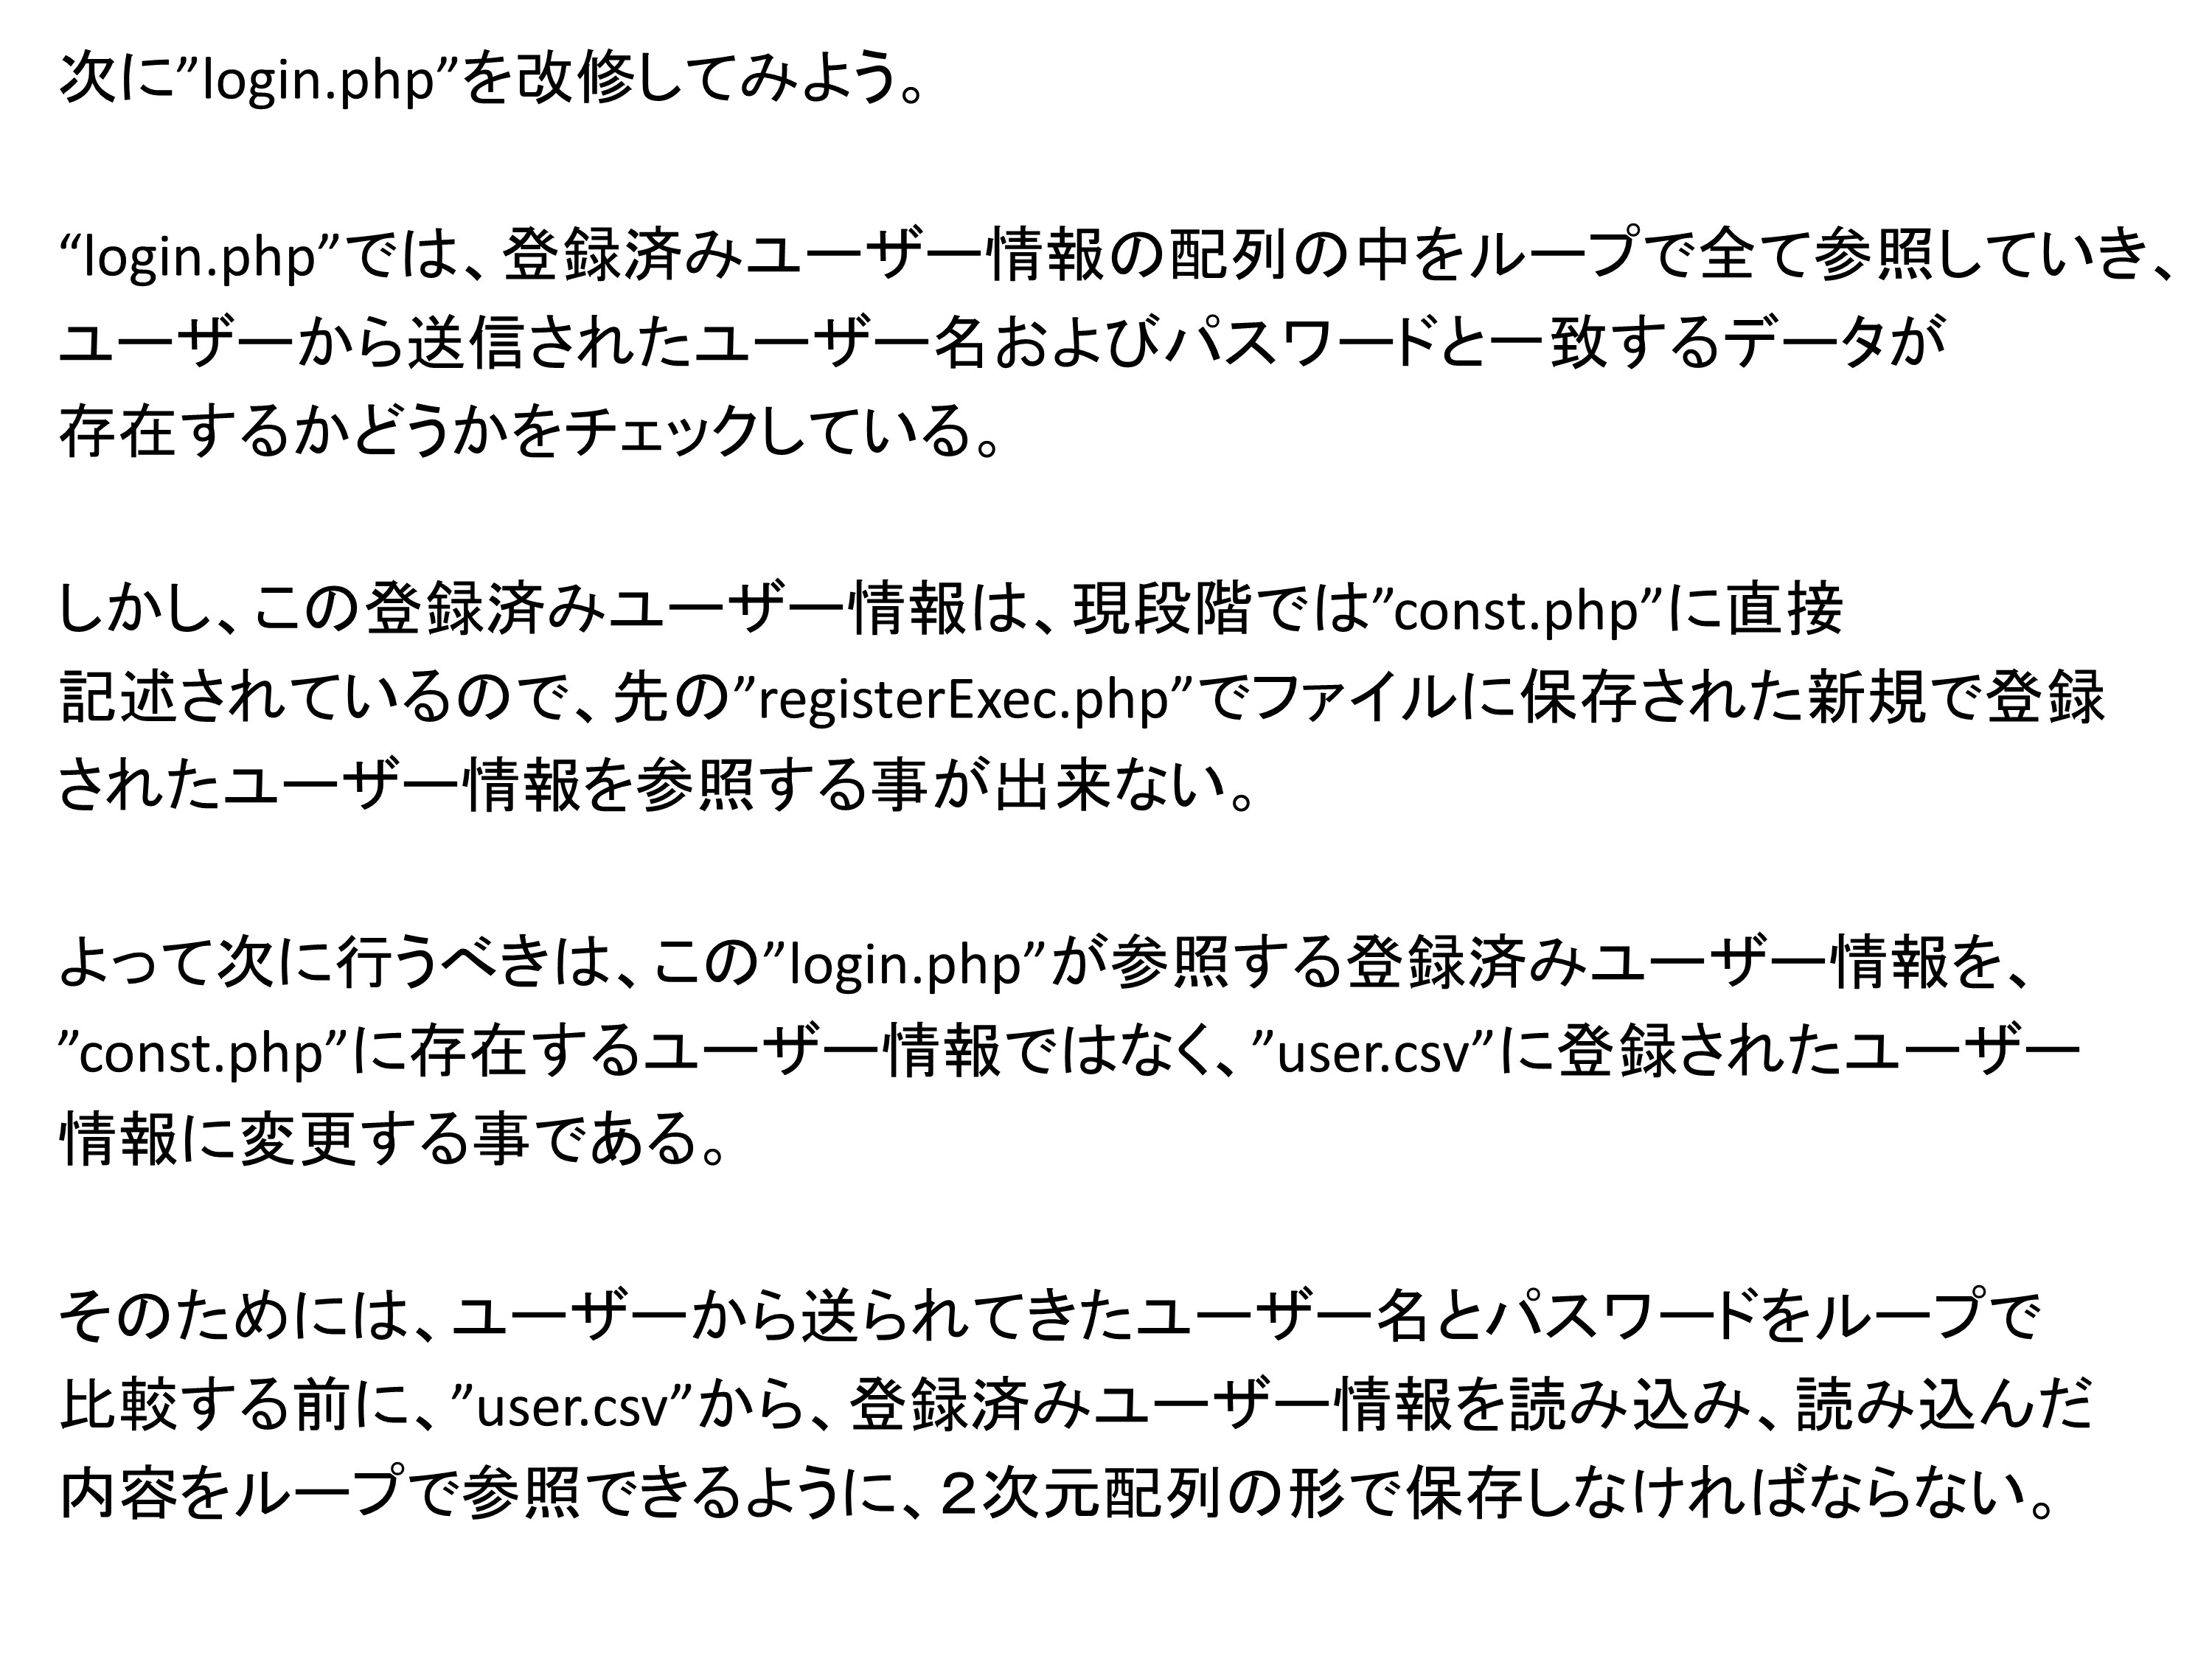 次に”login.php”を改修してみよう。
“login.php”では、登録済みユーザー情報の配列の中をループで全て参照していき、
ユーザーから送信されたユーザー名およびパスワードと一致するデータが
存在するかどうかをチェックしている。
しかし、この登録済みユーザー情報は、現段階では”const.php”に直接
記述されているので、先の”registerExec.php”でファイルに保存された新規で登録
されたユーザー情報を参照する事が出来ない。
よって次に行うべきは、この”login.php”が参照する登録済みユーザー情報を、
”const.php”に存在するユーザー情報ではなく、”user.csv”に登録されたユーザー
情報に変更する事である。
そのためには、ユーザーから送られてきたユーザー名とパスワードをループで
比較する前に、”user.csv”から、登録済みユーザー情報を読み込み、読み込んだ
内容をループで参照できるように、２次元配列の形で保存しなければならない。